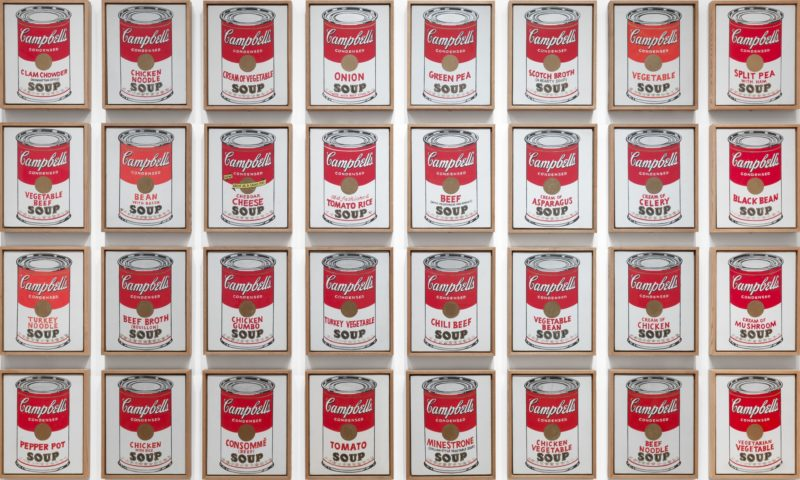 Campbell's
CONDENSED
CLAM CHOWDER
(MANHATTAN STYLE)
SOUP
Campbell's
CONDENSED
CHICKEN
NOODLE
SOUP
Campbell's
CONDENSED
CREAM OF VEGETABLE
SOUP
Campbell's
CONDENSED
ONION
SOUP
Campbell's
CONDENSED
GREEN PEA
SOUP
Campbell's
CONDENSED
SCOTCH BROTH
(A HEARTY SOUP)
SOUP
Campbell's
CONDENSED
VEGETABLE
SOUP
Campbell's
CONDENSED
SPLIT PEA
WITH HAM
SOUP
Campbell's
CONDENSED
VEGETABLE
BEEF
SOUP
Campbell's
CONDENSED
BEAN
WITH BACON
SOUP
Campbell's
CONDENSED
CHEDDAR
CHEESE
SOUP
Campbell's
CONDENSED
Old fashioned
TOMATO RICE
SOUP
Campbell's
CONDENSED
BEEF
SOUP
Campbell's
CONDENSED
CREAM OF
ASPARAGUS
SOUP
Campbell's
CONDENSED
CREAM OF
CELERY
SOUP
Campbell's
CONDENSED
BLACK BEAN
SOUP
Campbell's
CONDENSED
TURKEY
NOODLE
SOUP
Campbell's
CONDENSED
BEEF BROTH
(BOUILLON)
SOUP
Campbell's
CONDENSED
CHICKEN
GUMBO
SOUP
Campbell's
CONDENSED
TURKEY VEGETABLE
SOUP
Campbell's
CONDENSED
CHILI BEEF
SOUP
Campbell's
CONDENSED
VEGETABLE
BEAN
SOUP
Campbell's
CONDENSED
CREAM OF
CHICKEN
SOUP
Campbell's
CONDENSED
CREAM OF
MUSHROOM
SOUP
Campbell's
CONDENSED
PEPPER POT
SOUP
Campbell's
CONDENSED
CHICKEN
WITH RICE
SOUP
Campbell's
CONDENSED
CONSOMMÉ
(BEEF)
SOUP
Campbell's
CONDENSED
TOMATO
SOUP
Campbell's
CONDENSED
MINESTRONE
SOUP
Campbell's
CONDENSED
CHICKEN
VEGETABLE
SOUP
Campbell's
CONDENSED
BEEF
NOODLE
SOUP
Campbell's
CONDENSED
VEGETARIAN
VEGETABLE
SOUP